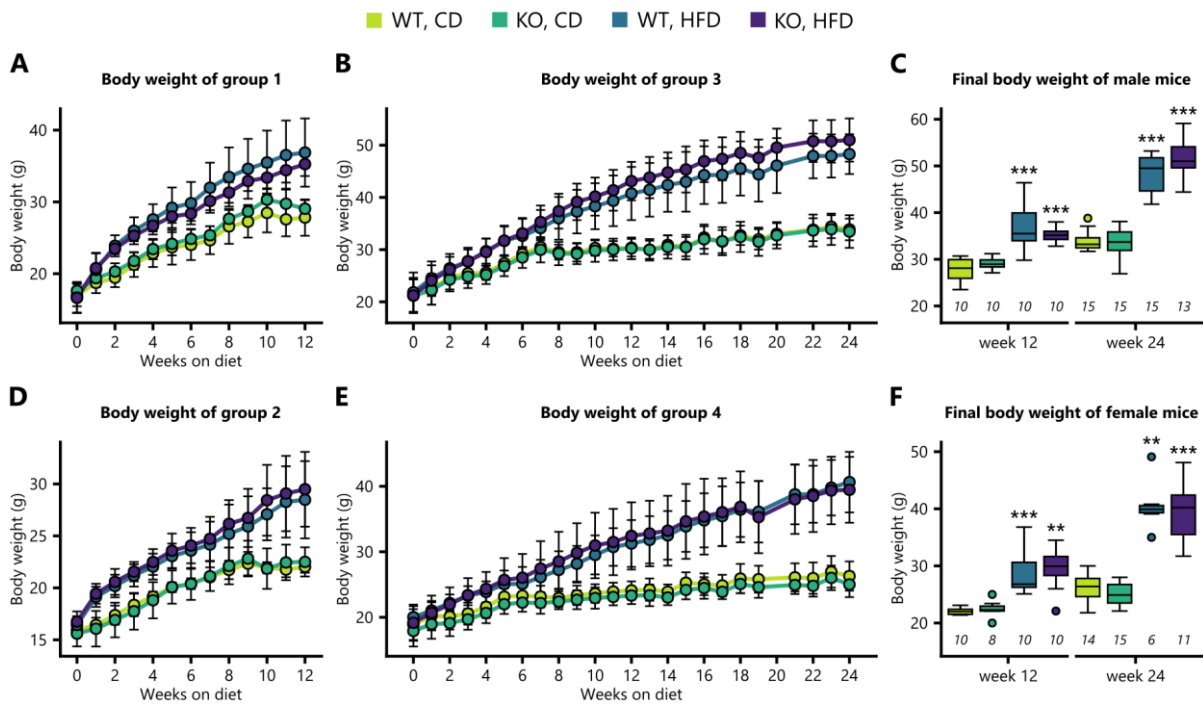 WT, CD KO, CD WT, HFD KO, HFD
A
Body weight of group 1
Body weight (g)
40
30
20
0 2 4 6 8 10 12
Weeks on diet
B
Body weight of group 3
Body weight (g)
50
40
30
20
0 2 4 6 8 10 12 14 16 18 20 22 24
Weeks on diet
C
Final body weight of male mice
Body weight (g)
60
50
40
30
20
*** *** *** ***
10 10 10 10 15 15 15 13
week 12 week 24
D
Body weight of group 2
Body weight (g)
30
25
20
15
0 2 4 6 8 10 12
Weeks on diet
E
Body weight of group 4
Body weight (g)
40
30
20
0 2 4 6 8 10 12 14 16 18 20 22 24
Weeks on diet
F
Final body weight of female mice
Body weight (g)
50
40
30
20
*** ** ** ***
10 8 10 10 14 15 6 11
week 12 week 24